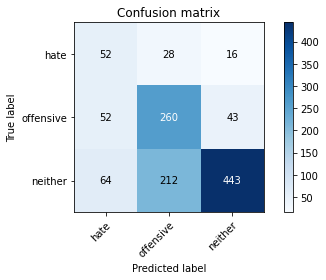 Confusion matrix
hate 52 28 16
offensive 52 260 43
neither 64 212 443
hate offensive neither
True label
Predicted label
400
350
300
250
200
150
100
50